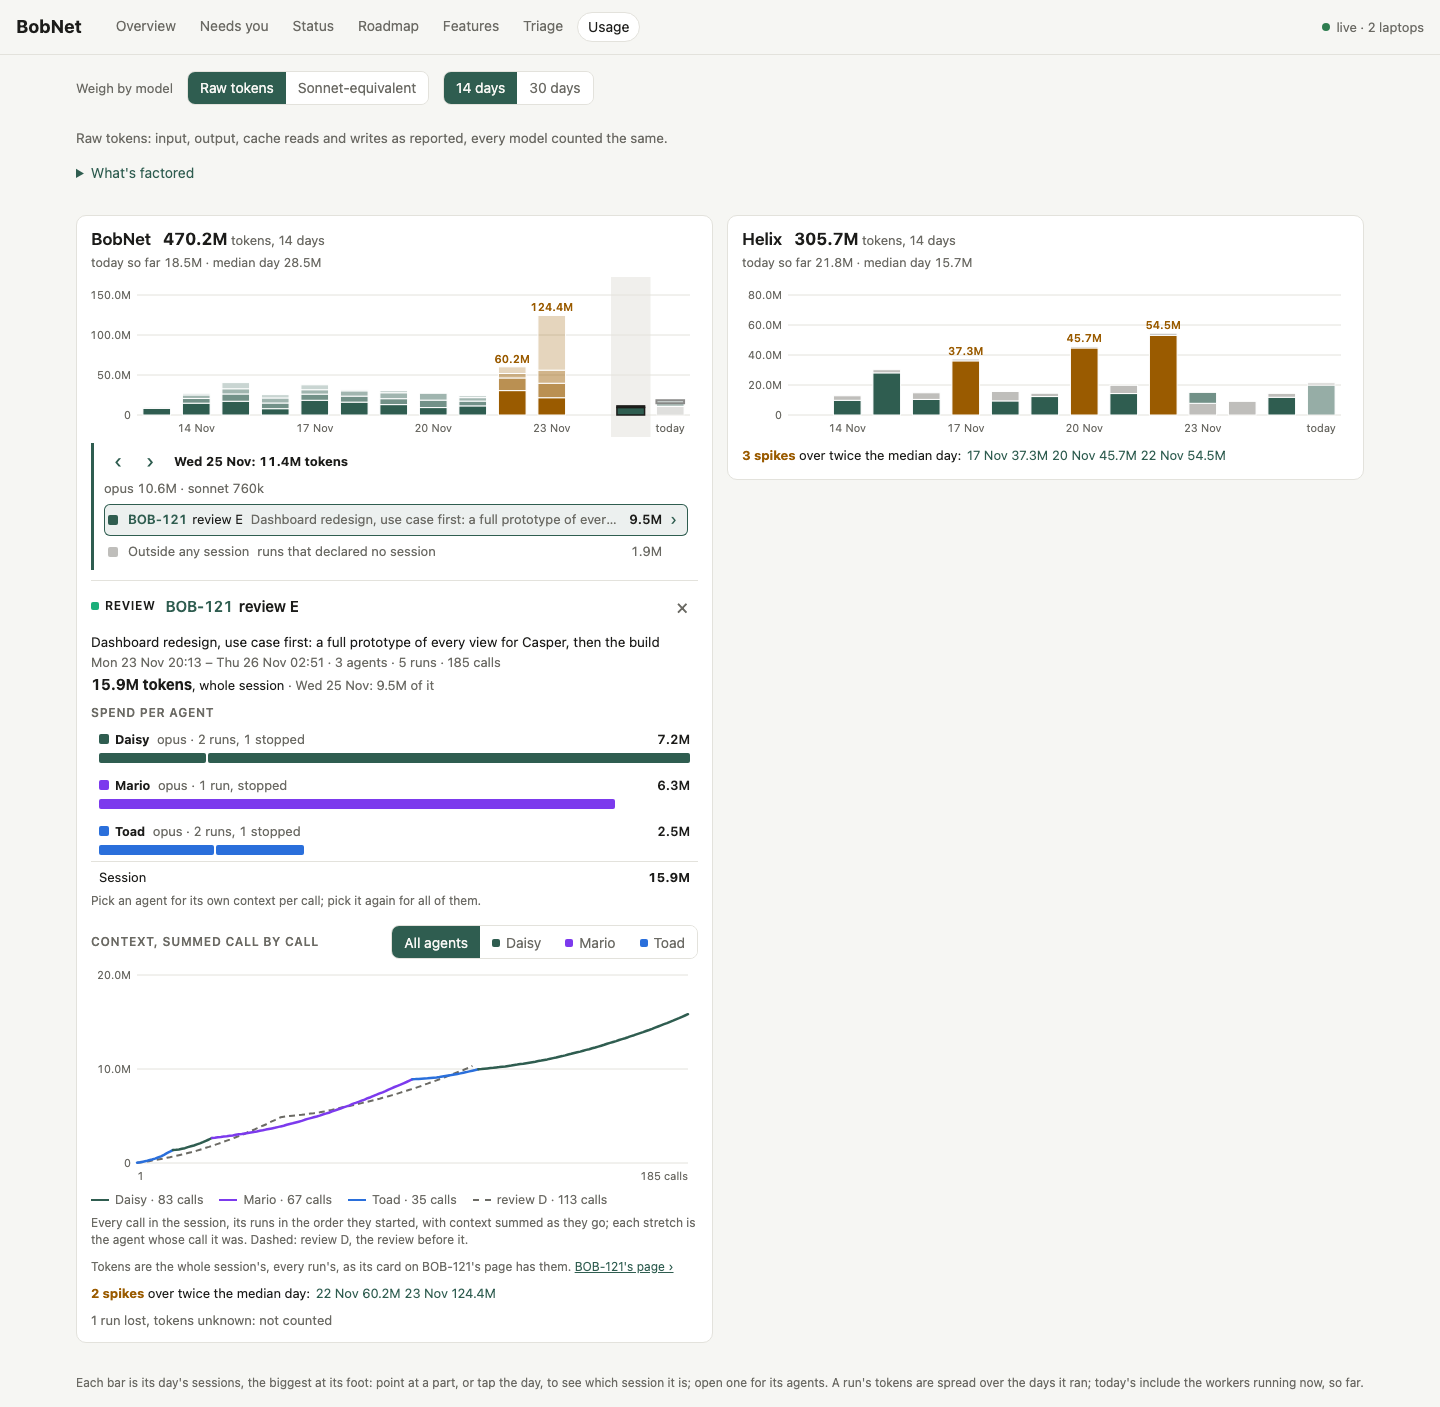 BobNet
Overview
Needs you
Status
Roadmap
Features
Triage
Usage
live · 2 laptops
Weigh by model
Raw tokens
Sonnet-equivalent
14 days
30 days
Raw tokens: input, output, cache reads and writes as reported, every model counted the same.
What's factored
BobNet 470.2M tokens, 14 days
today so far 18.5M · median day 28.5M
150.0M
100.0M
50.0M
0
60.2M
124.4M
14 Nov
17 Nov
20 Nov
23 Nov
today
‹ › Wed 25 Nov: 11.4M tokens
opus 10.6M · sonnet 760k
BOB-121 review E Dashboard redesign, use case first: a full prototype of ever... 9.5M ›
Outside any session runs that declared no session 1.9M
REVIEW BOB-121 review E ×
Dashboard redesign, use case first: a full prototype of every view for Casper, then the build
Mon 23 Nov 20:13 – Thu 26 Nov 02:51 · 3 agents · 5 runs · 185 calls
15.9M tokens, whole session · Wed 25 Nov: 9.5M of it
SPEND PER AGENT
Daisy opus · 2 runs, 1 stopped 7.2M
Mario opus · 1 run, stopped 6.3M
Toad opus · 2 runs, 1 stopped 2.5M
Session 15.9M
Pick an agent for its own context per call; pick it again for all of them.
CONTEXT, SUMMED CALL BY CALL
All agents
Daisy
Mario
Toad
20.0M
10.0M
0
1
185 calls
Daisy · 83 calls
Mario · 67 calls
Toad · 35 calls
review D · 113 calls
Every call in the session, its runs in the order they started, with context summed as they go; each stretch is
the agent whose call it was. Dashed: review D, the review before it.
Tokens are the whole session's, every run's, as its card on BOB-121's page has them. BOB-121's page ›
2 spikes over twice the median day: 22 Nov 60.2M 23 Nov 124.4M
1 run lost, tokens unknown: not counted
Helix 305.7M tokens, 14 days
today so far 21.8M · median day 15.7M
80.0M
60.0M
40.0M
20.0M
0
37.3M
45.7M
54.5M
14 Nov
17 Nov
20 Nov
23 Nov
today
3 spikes over twice the median day: 17 Nov 37.3M 20 Nov 45.7M 22 Nov 54.5M
Each bar is its day's sessions, the biggest at its foot: point at a part, or tap the day, to see which session it is; open one for its agents. A run's tokens are spread over the days it ran; today's include the workers running now, so far.